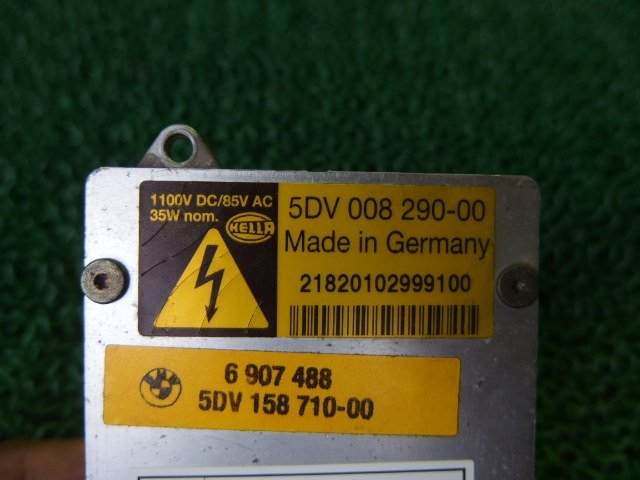 1100V DC/85V AC
35W nom.
HELLA
5DV 008 290-00
Made in Germany
21820102999100
6 907 488
5DV 158 710-00